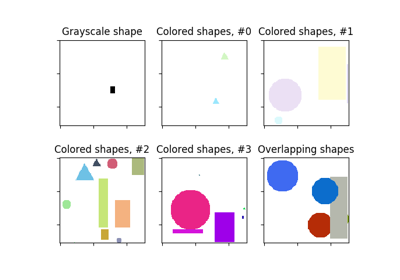 Grayscale shape
Colored shapes, #0
Colored shapes, #1
Colored shapes, #2
Colored shapes, #3
Overlapping shapes